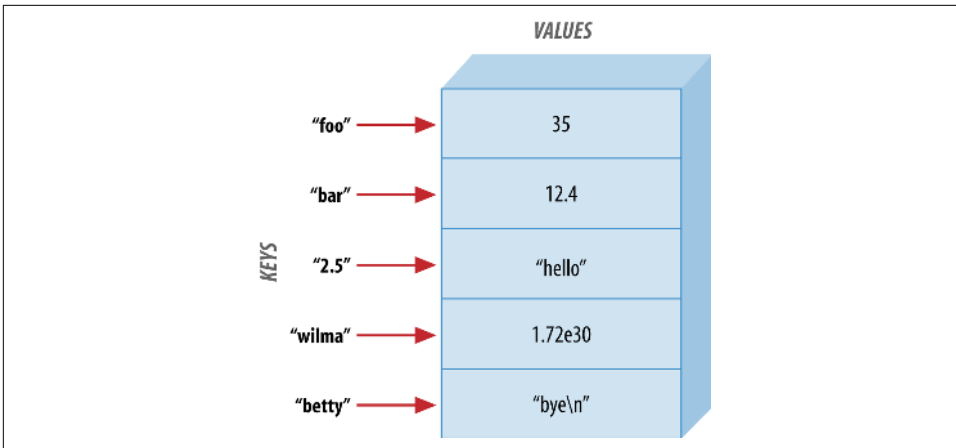 VALUES
“foo” 35
“bar” 12.4
KEYS
“2.5” “hello”
“wilma” 1.72e30
“betty” “bye\n”